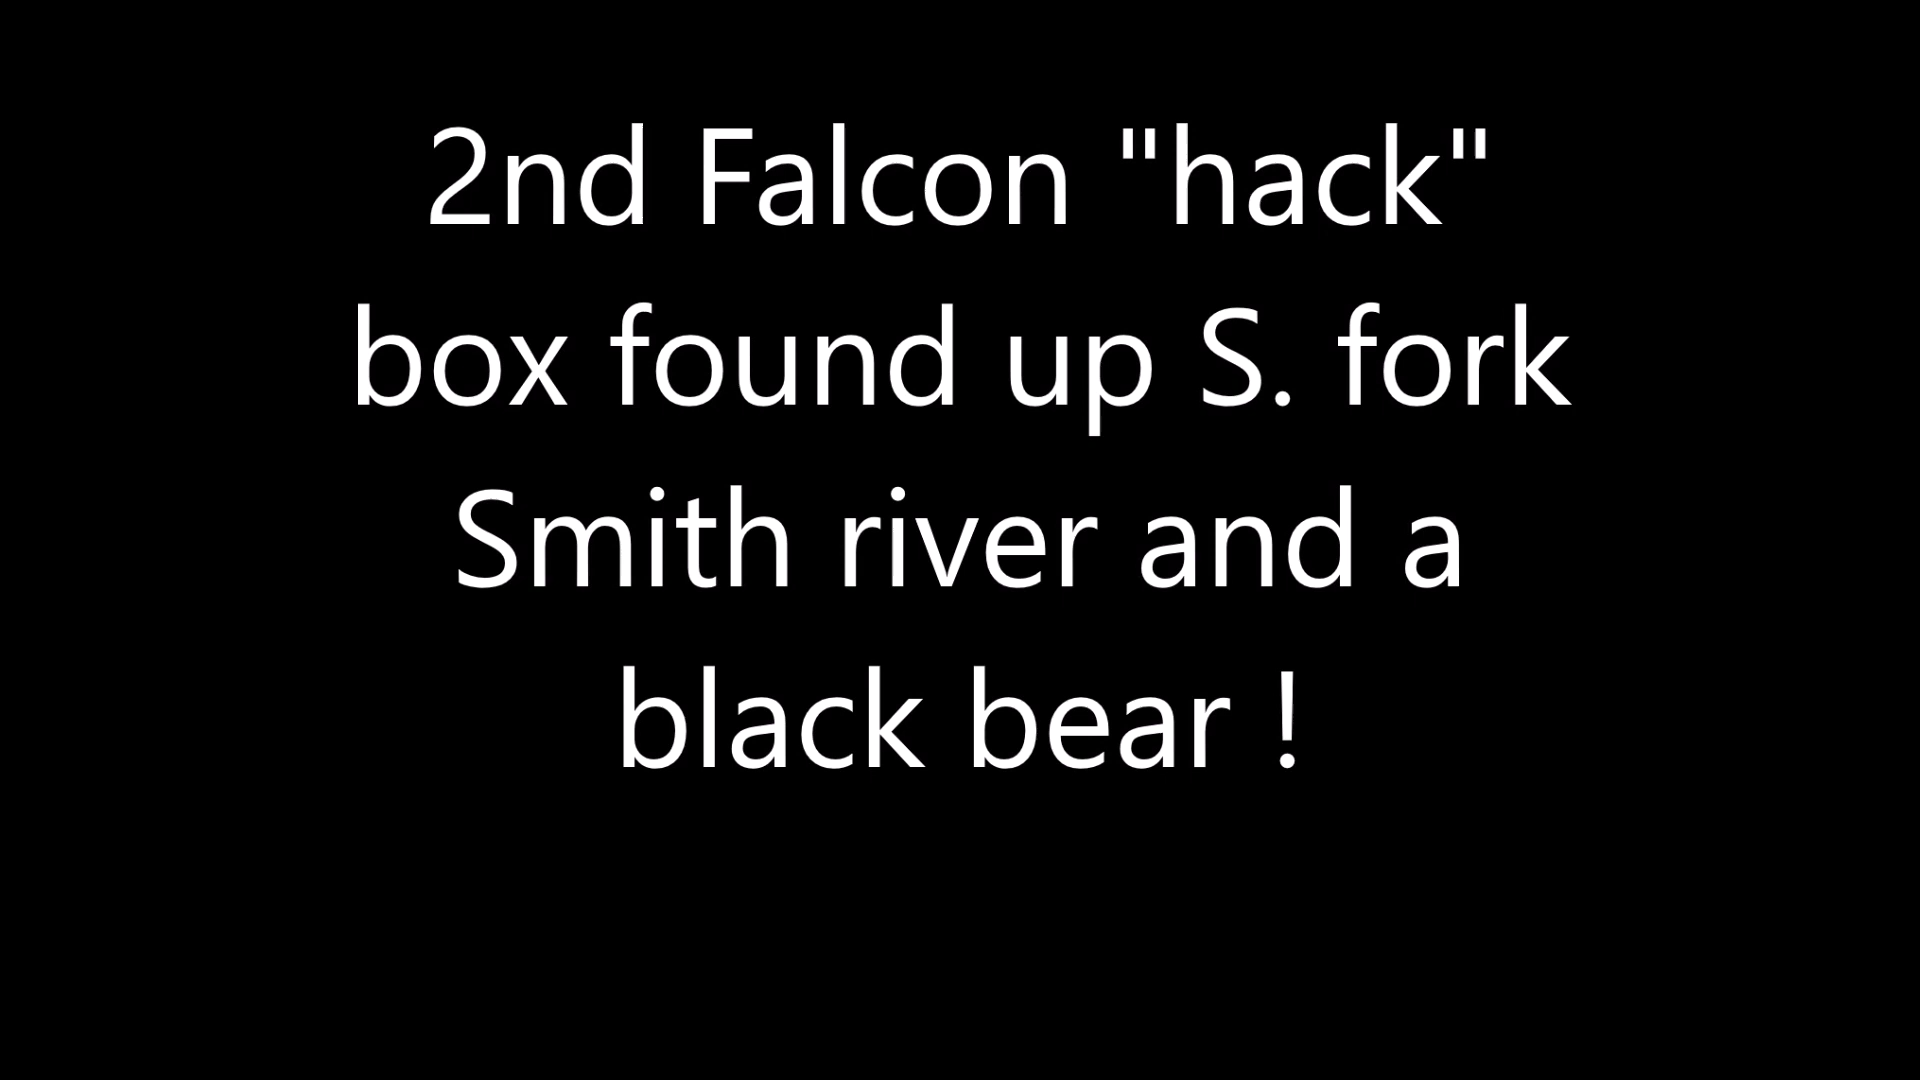 2nd Falcon "hack"
box found up S. fork
Smith river and a
black bear !